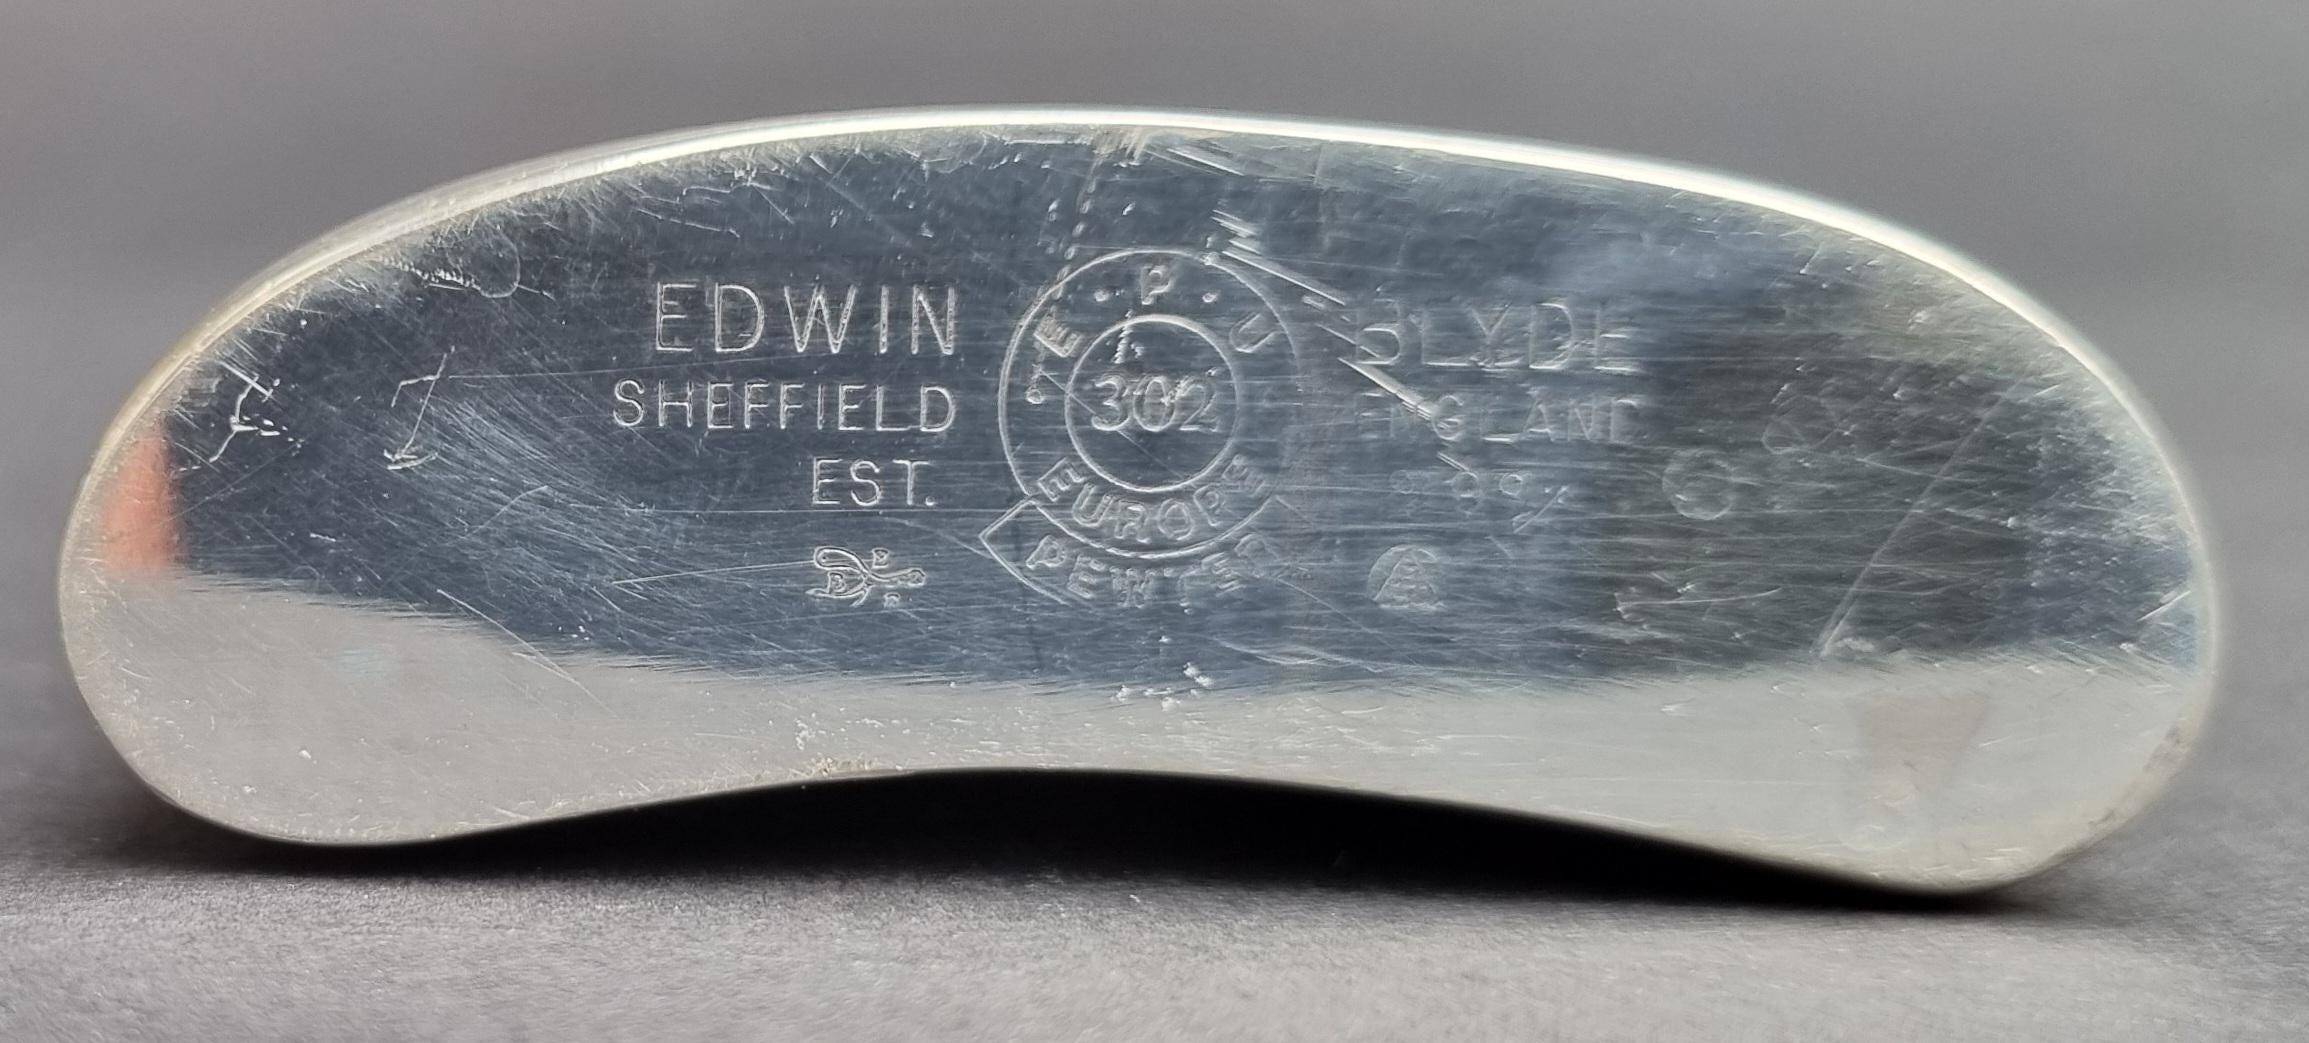 EDWIN BLYDE
SHEFFIELD ENGLAND
EST.
E·P·U
302
EUROPE
PEWTER